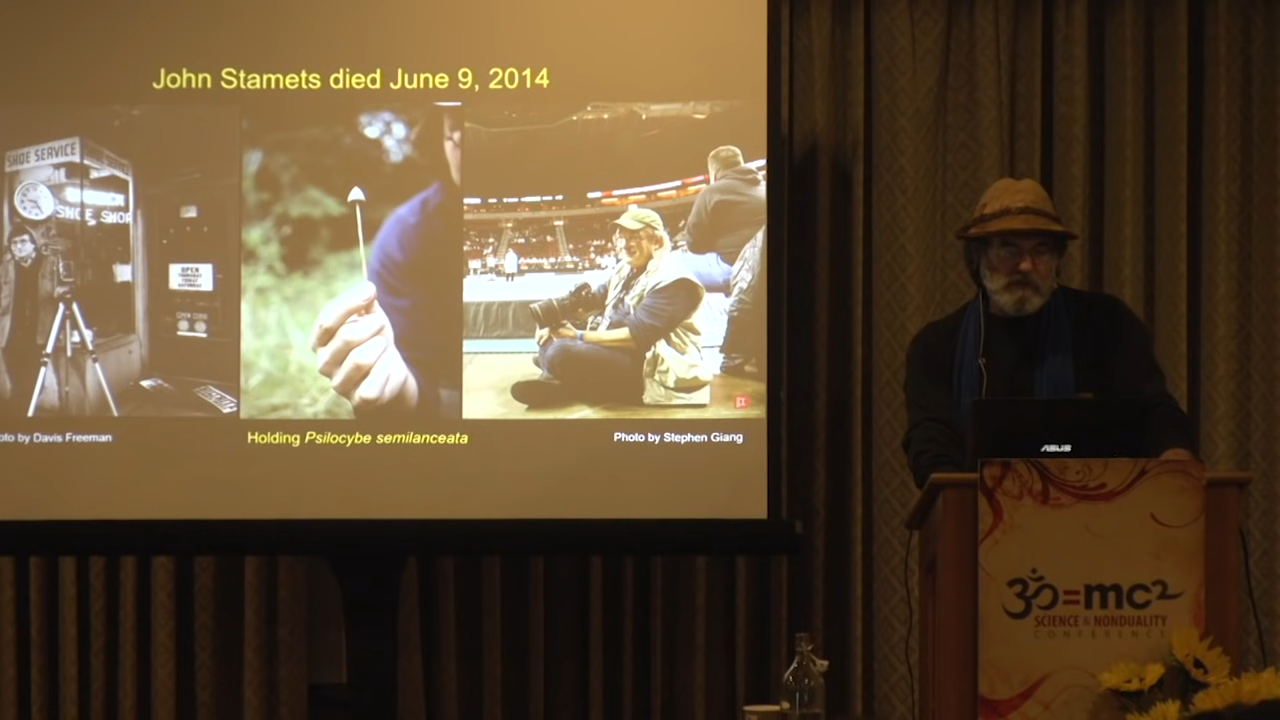 John Stamets died June 9, 2014
SHOE SERVICE
SHOE SHOP
OPEN
oto by Davis Freeman
Holding Psilocybe semilanceata
Photo by Stephen Giang
ASUS
ॐ=mc²
SCIENCE & NONDUALITY
CONFERENCE